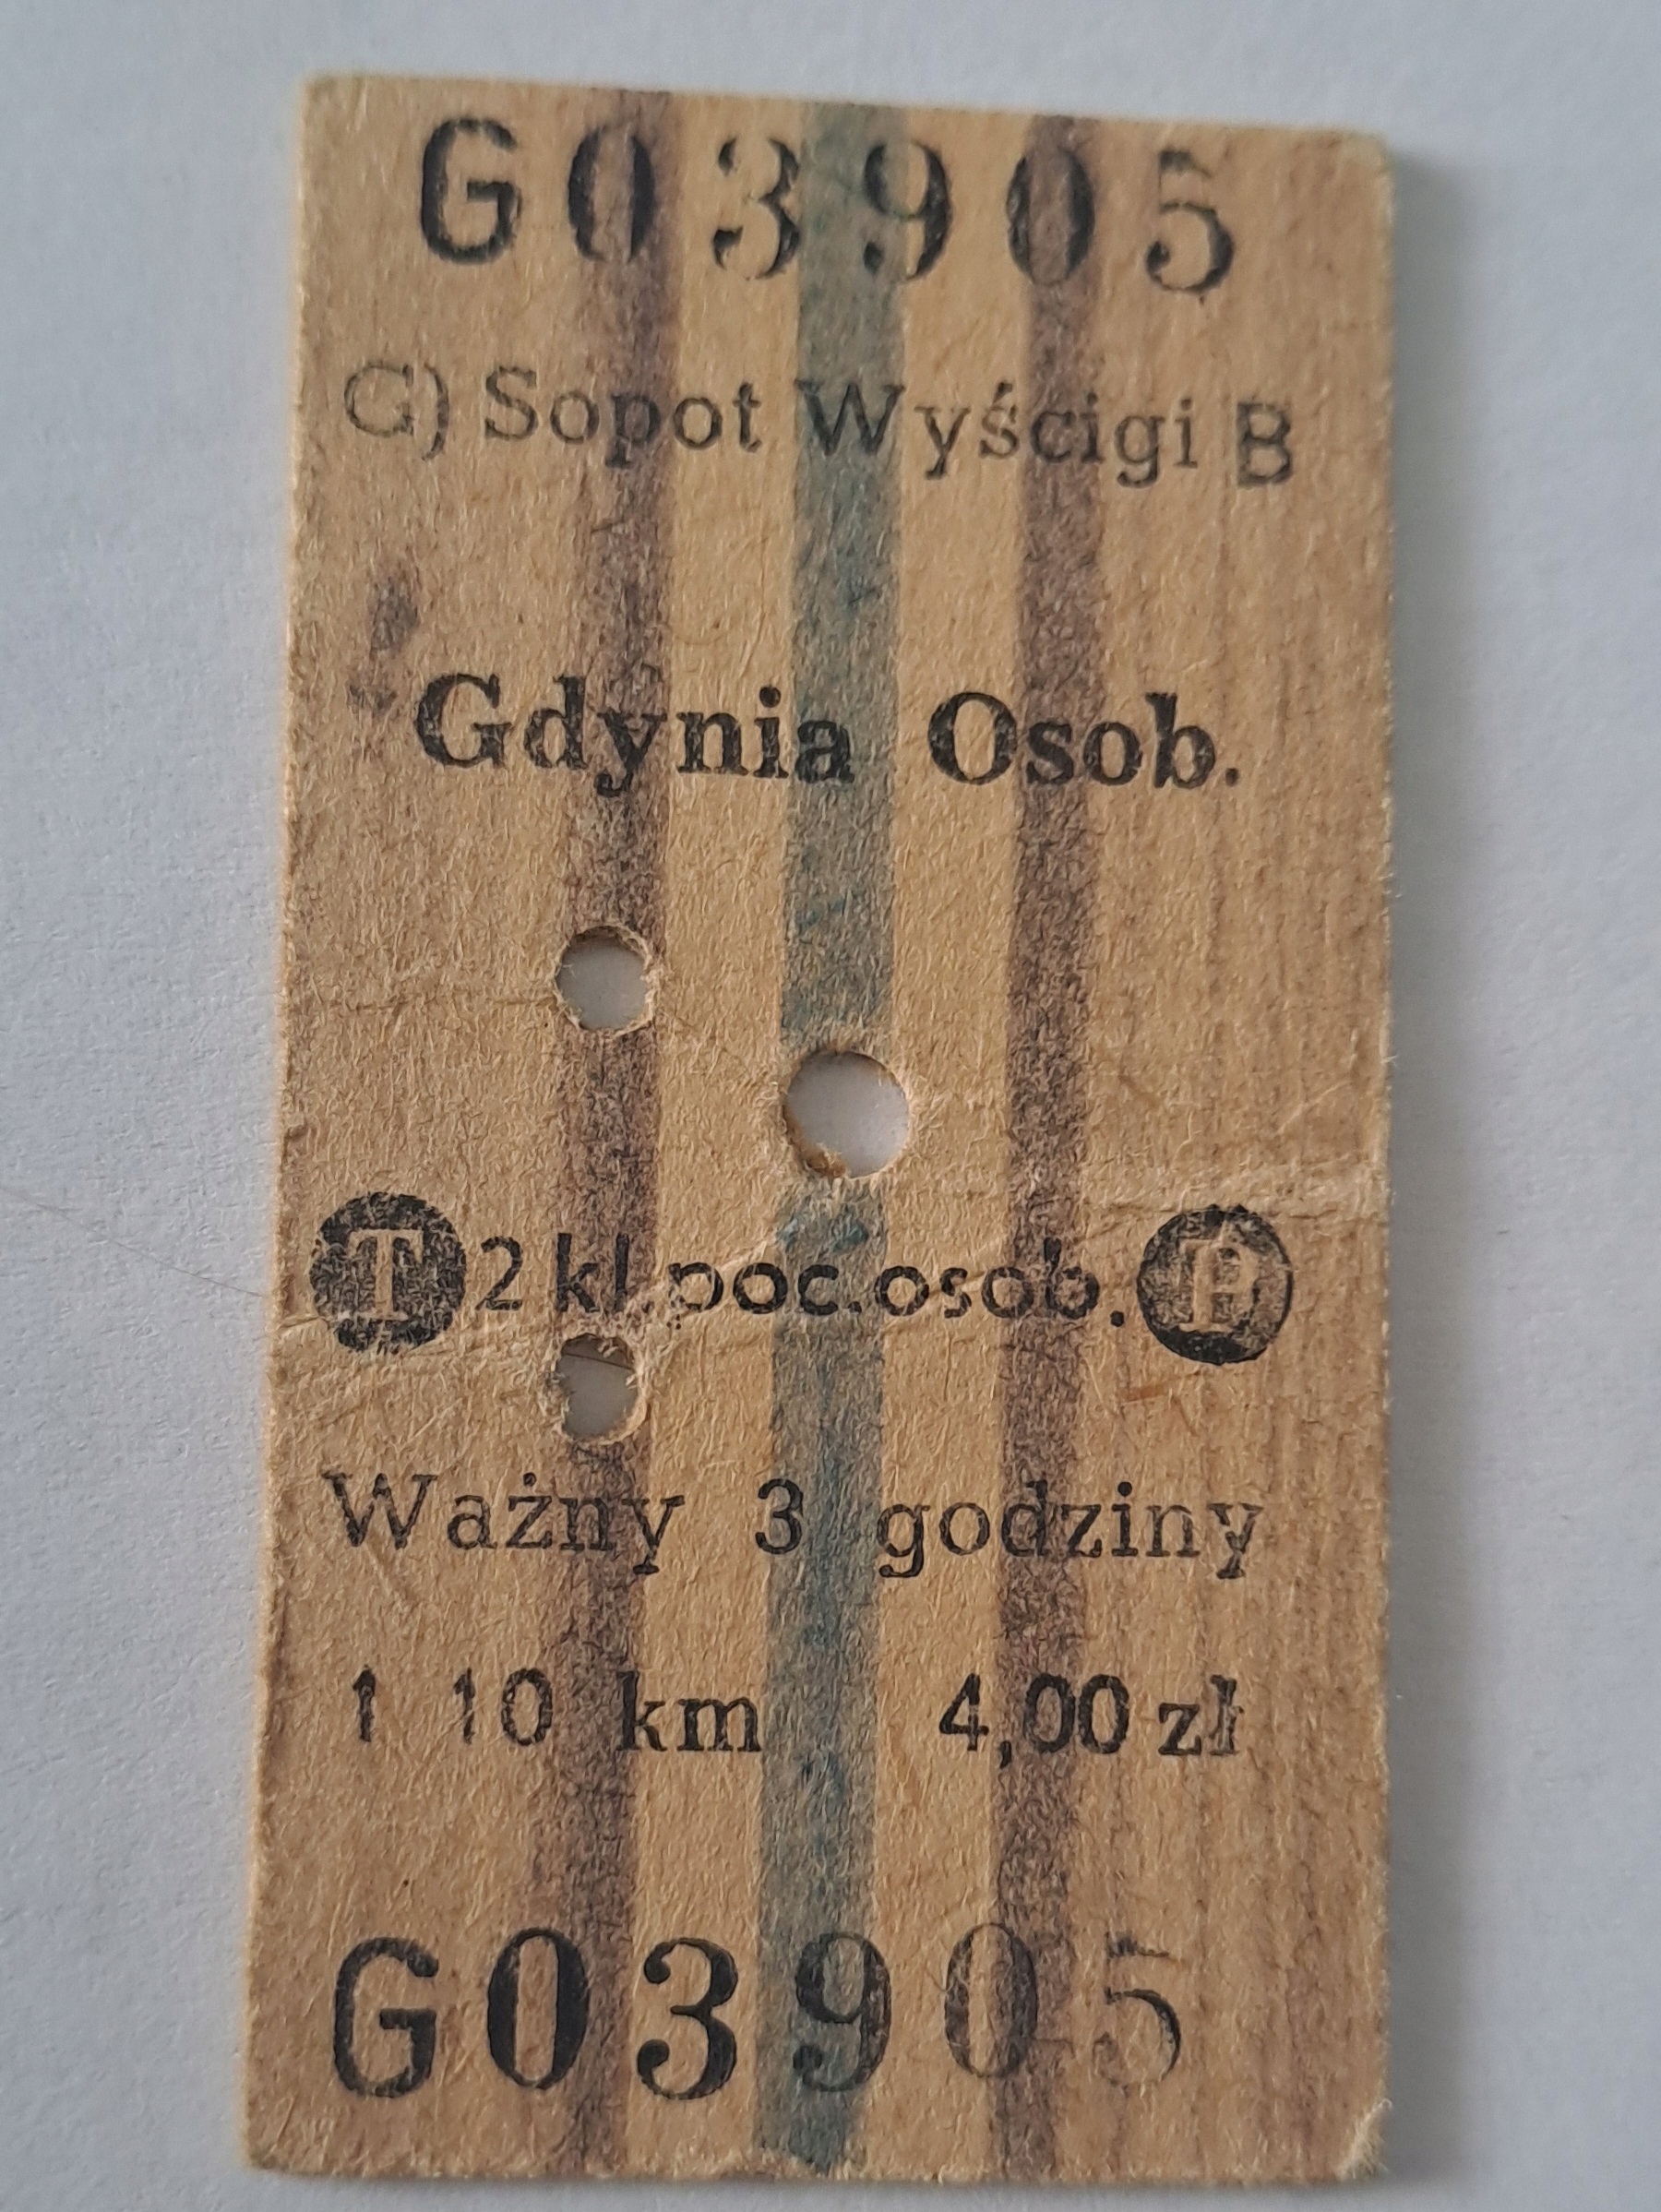 G03905
G) Sopot Wyścigi B
Gdynia Osob.
T 2 kl.poc.osob. P
Ważny 3 godziny
1 10 km 4,00 zł
G03905